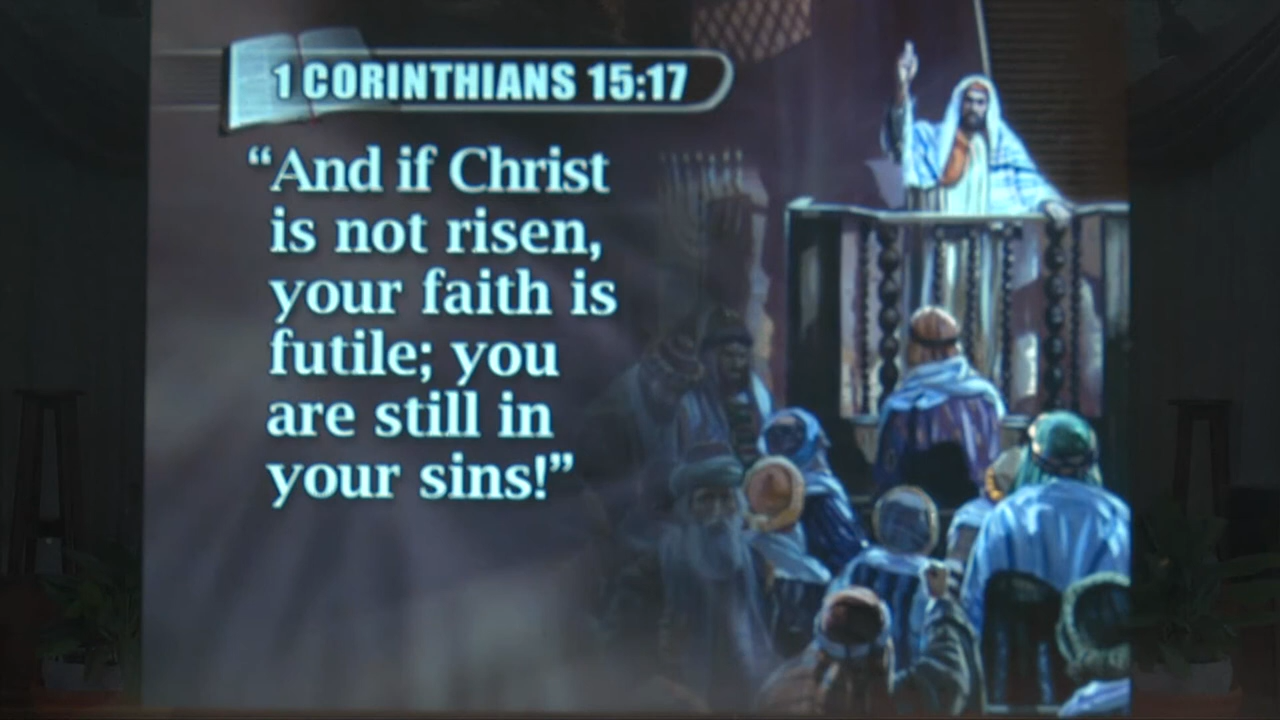 1 CORINTHIANS 15:17
“And if Christ
is not risen,
your faith is
futile; you
are still in
your sins!”